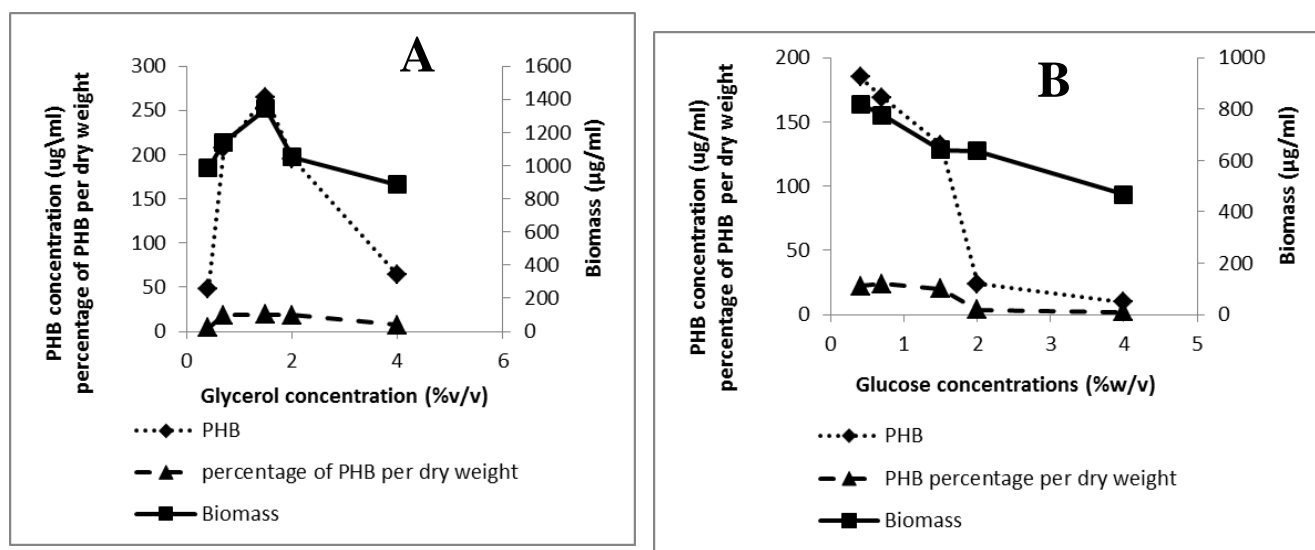 A
PHB concentration (ug\ml)
percentage of PHB per dry weight
300
250
200
150
100
50
0
1600
1400
1200
1000
800
600
400
200
0
Biomass (µg/ml)
0 2 4 6
Glycerol concentration (%v/v)
PHB
percentage of PHB per dry weight
Biomass
B
PHB concentration (ug/ml)
PHB percentage per dry weight
200
150
100
50
0
1000
800
600
400
200
0
Biomass (µg/ml)
0 1 2 3 4 5
Glucose concentrations (%w/v)
PHB
PHB percentage per dry weight
Biomass